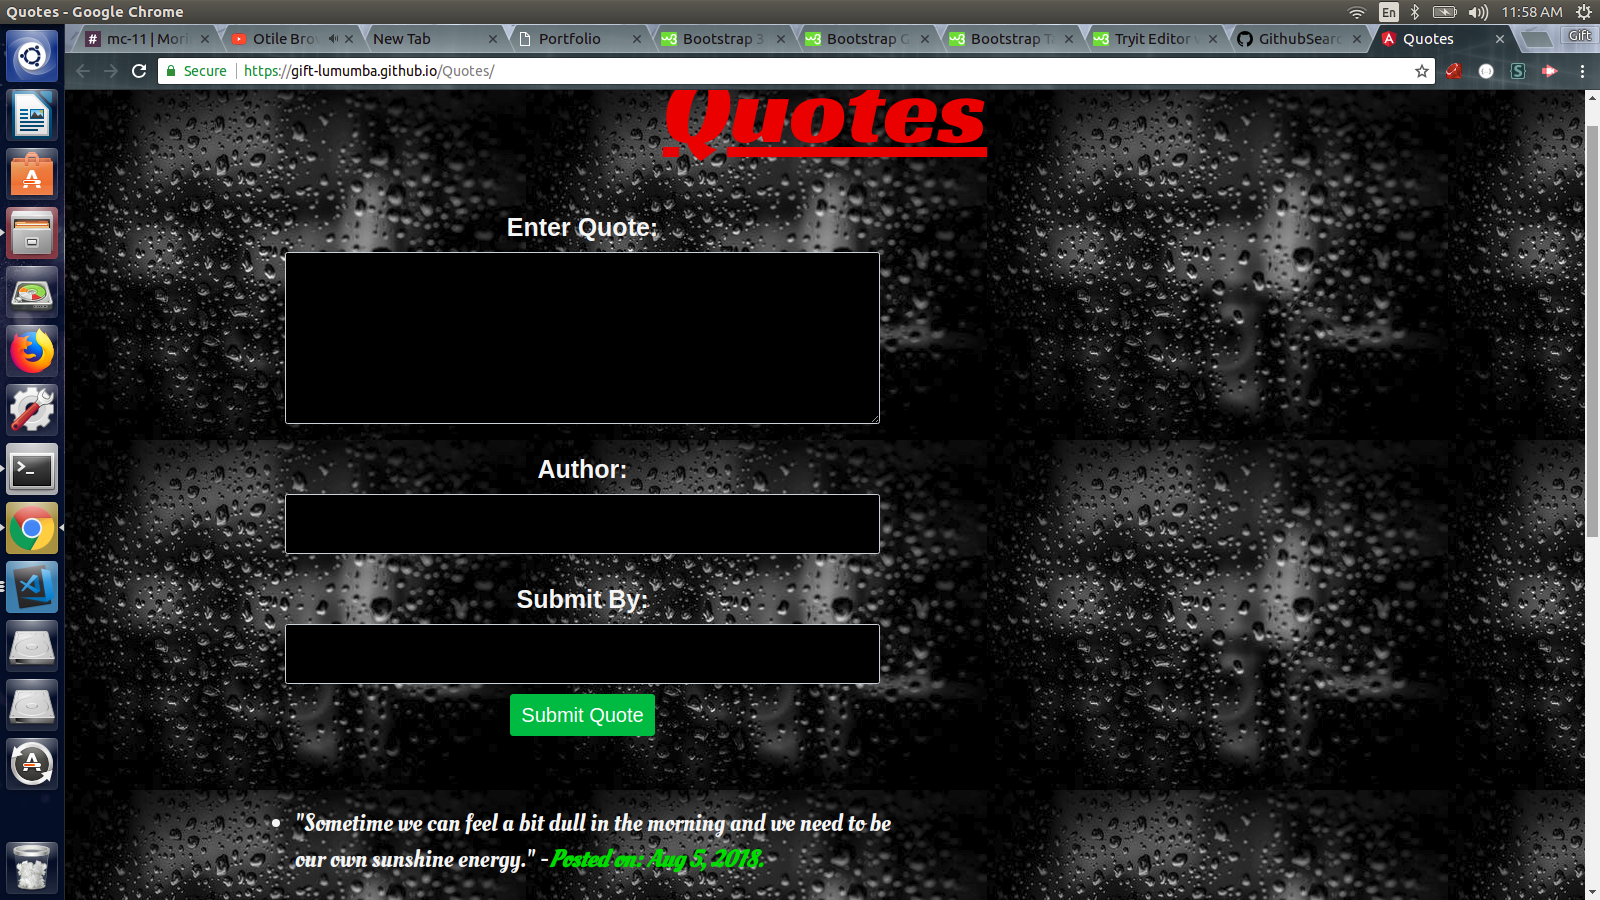 Quotes - Google Chrome
En
11:58 AM
mc-11 | Mori
Otile Brow
New Tab
Portfolio
Bootstrap 3
Bootstrap G
Bootstrap Ta
Tryit Editor v
GithubSearc
Quotes
Gift
Secure
https://gift-lumumba.github.io/Quotes/
Quotes
Enter Quote:
Author:
Submit By:
Submit Quote
"Sometime we can feel a bit dull in the morning and we need to be
our own sunshine energy." -Posted on: Aug 5, 2018.